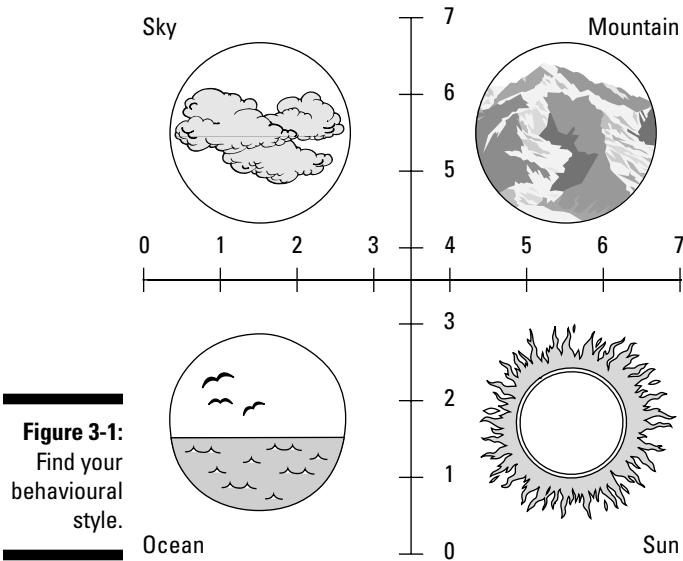 Sky
7
Mountain
6
5
0 1 2 3 4 5 6 7
3
2
1
0
Figure 3-1:
Find your
behavioural
style.
Ocean
Sun